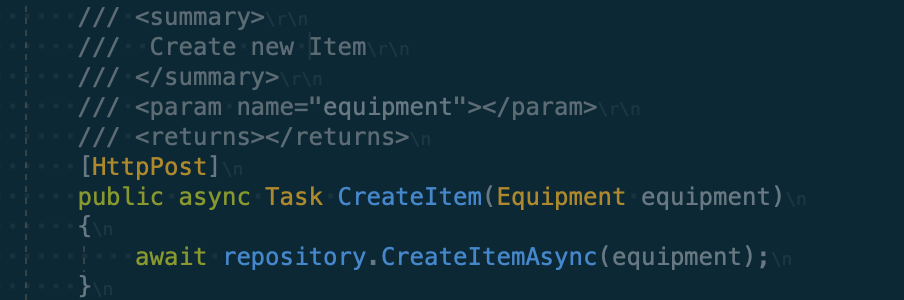 /// <summary>\r\n
///  Create new Item\r\n
/// </summary>\r\n
/// <param name="equipment"></param>\r\n
/// <returns></returns>\n
[HttpPost]\n
public async Task CreateItem(Equipment equipment)\n
{\n
    await repository.CreateItemAsync(equipment);\n
}\n